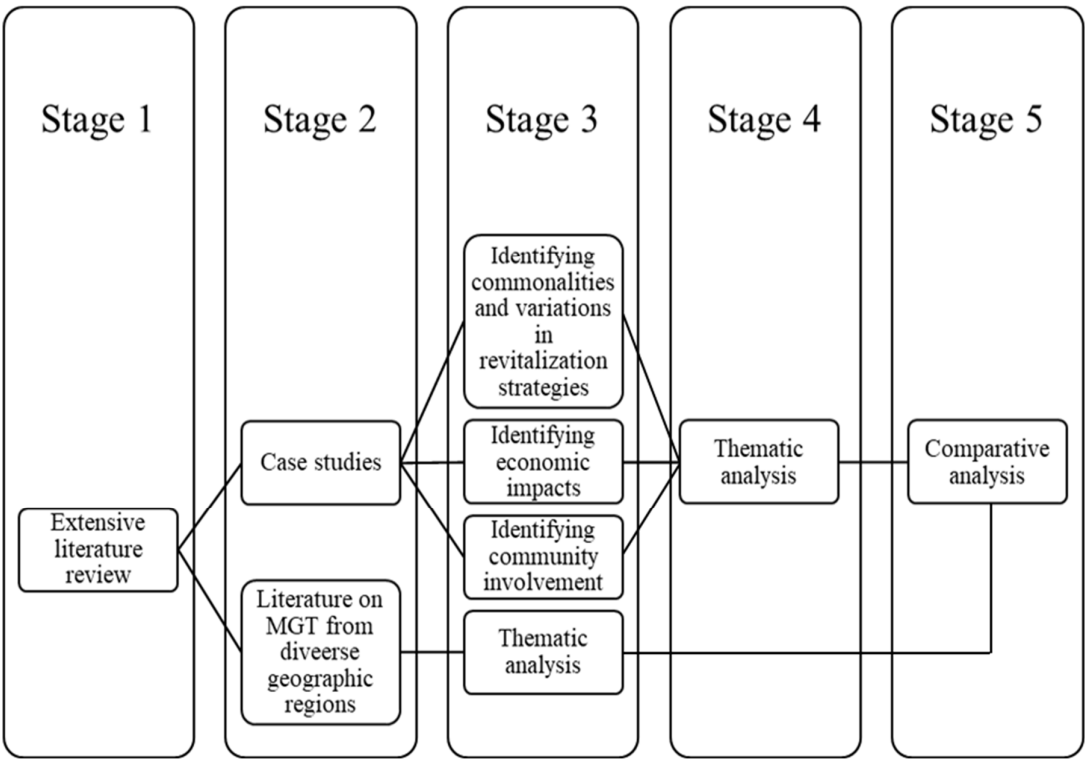 Stage 1
Stage 2
Stage 3
Stage 4
Stage 5
Extensive
literature
review
Case studies
Literature on
MGT from
diveerse
geographic
regions
Identifying
commonalities
and variations
in
revitalization
strategies
Identifying
economic
impacts
Identifying
community
involvement
Thematic
analysis
Thematic
analysis
Comparative
analysis